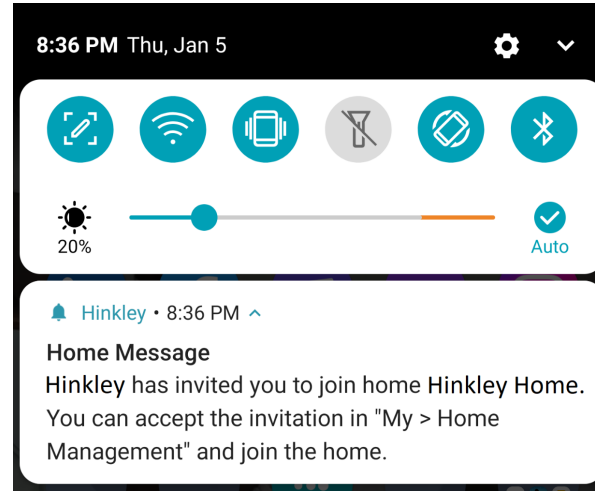 8:36 PM Thu, Jan 5
20%
Auto
Hinkley • 8:36 PM
Home Message
Hinkley has invited you to join home Hinkley Home.
You can accept the invitation in "My > Home
Management" and join the home.